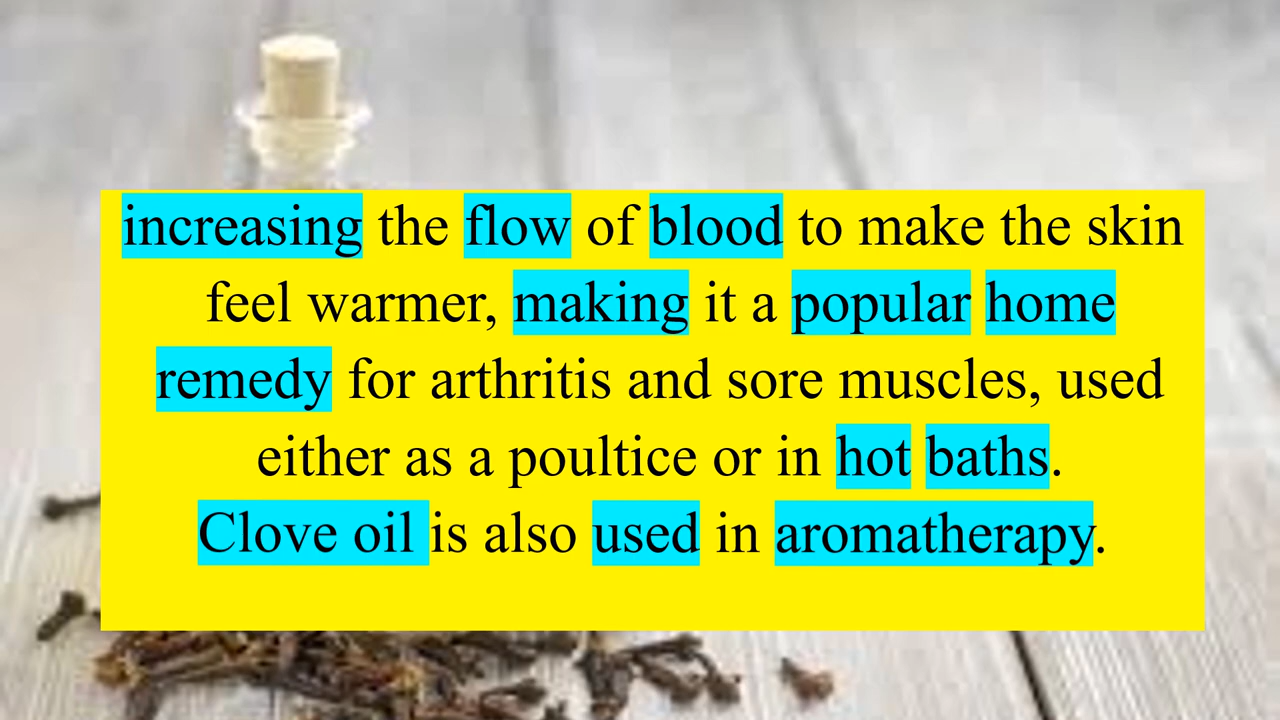 increasing the flow of blood to make the skin
feel warmer, making it a popular home
remedy for arthritis and sore muscles, used
either as a poultice or in hot baths.
Clove oil is also used in aromatherapy.